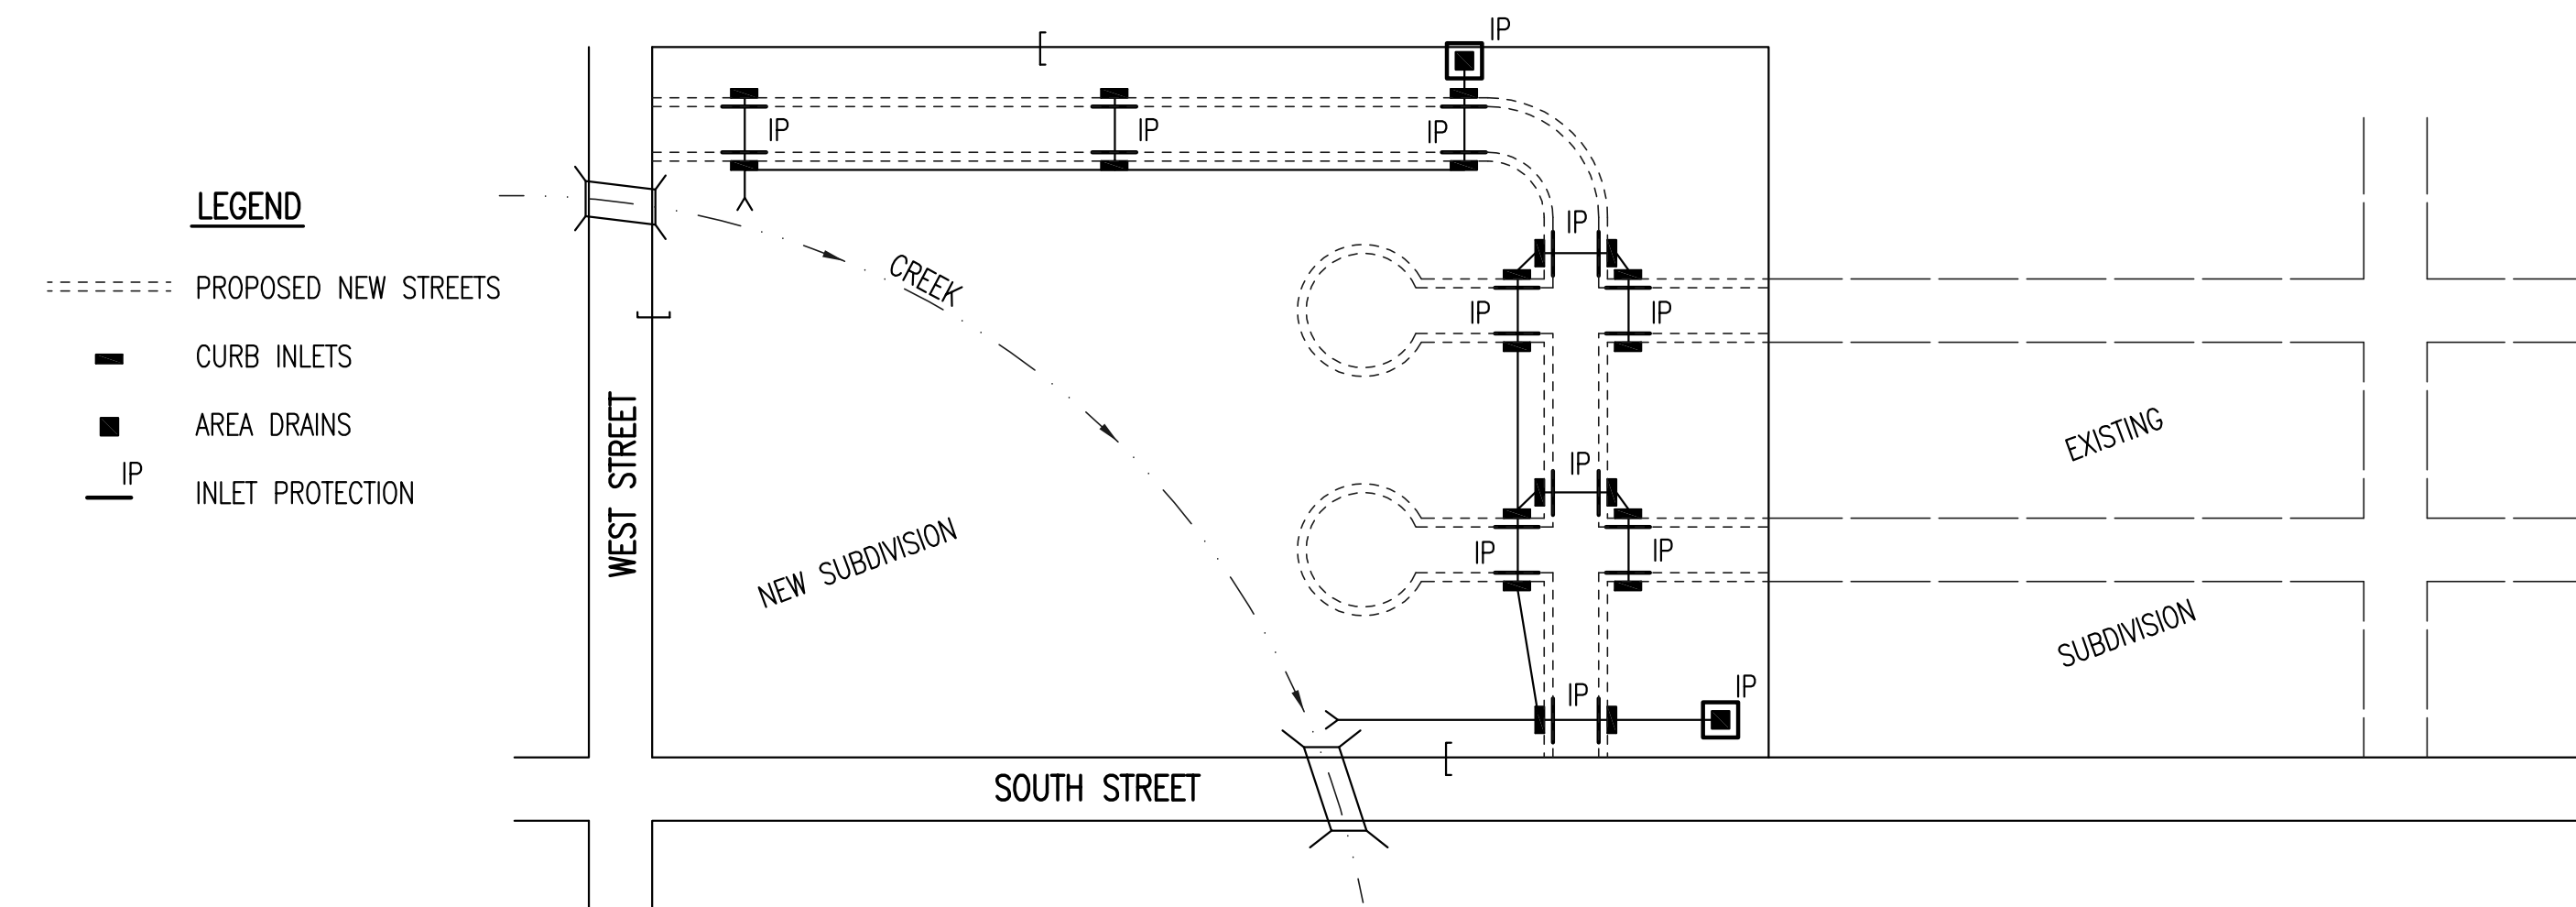 LEGEND
PROPOSED NEW STREETS
CURB INLETS
AREA DRAINS
IP
INLET PROTECTION
WEST STREET
IP
IP
IP
IP
CREEK
IP
IP
IP
NEW SUBDIVISION
IP
IP
IP
IP
IP
SOUTH STREET
EXISTING
SUBDIVISION